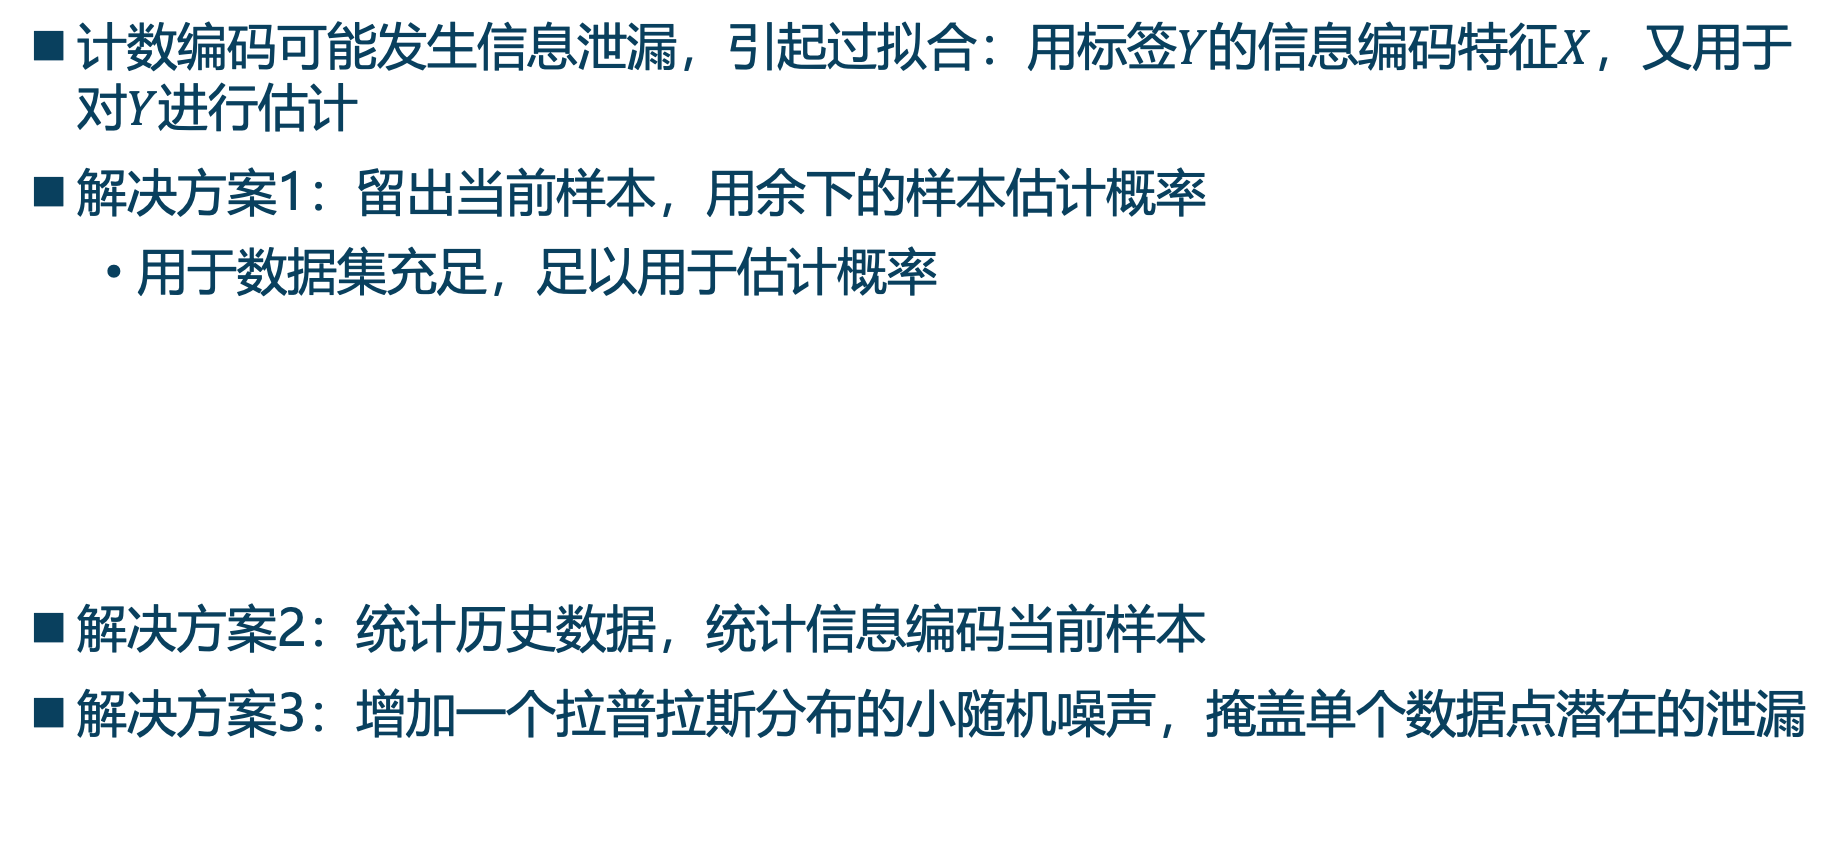 ■ 计数编码可能发生信息泄漏，引起过拟合：用标签Y的信息编码特征X，又用于
对Y进行估计
■ 解决方案1：留出当前样本，用余下的样本估计概率
• 用于数据集充足，足以用于估计概率
■ 解决方案2：统计历史数据，统计信息编码当前样本
■ 解决方案3：增加一个拉普拉斯分布的小随机噪声，掩盖单个数据点潜在的泄漏